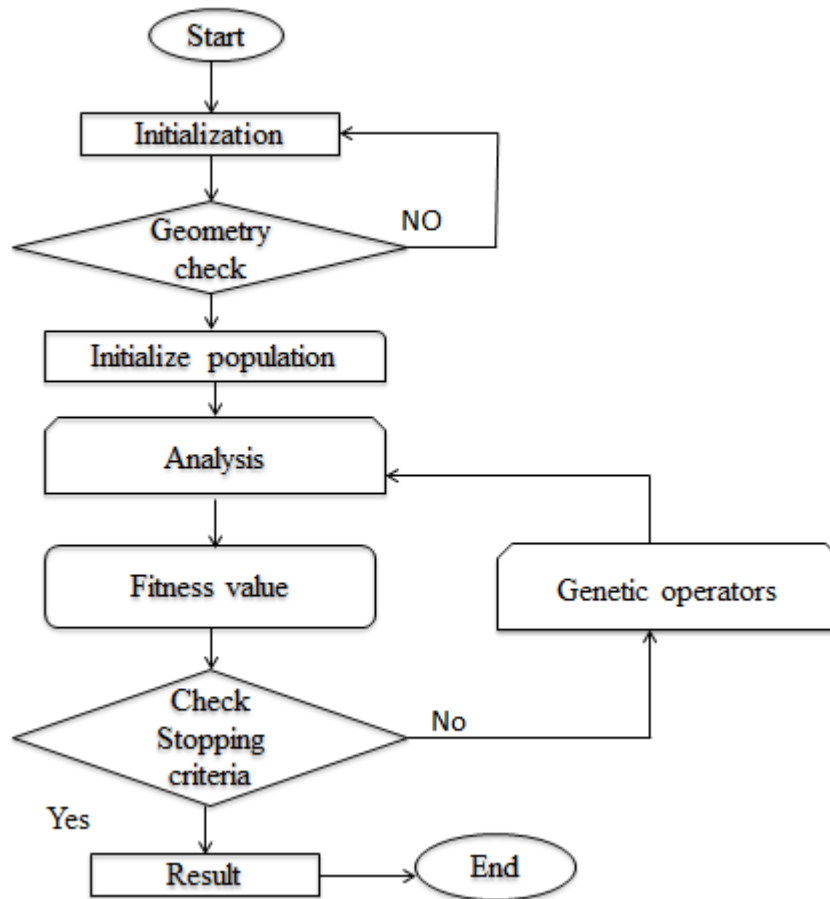 Start
Initialization
NO
Geometry
check
Initialize population
Analysis
Fitness value
Genetic operators
Check
Stopping
criteria
No
Yes
Result
End